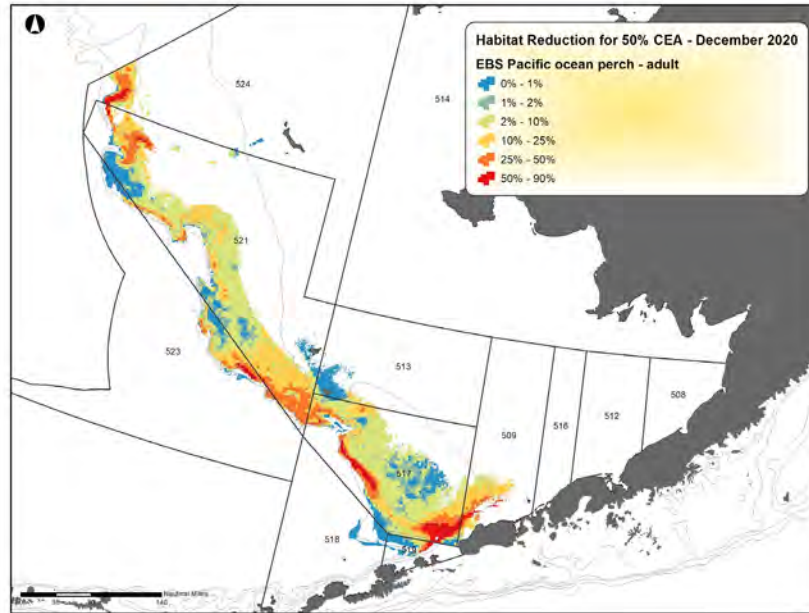 Habitat Reduction for 50% CEA - December 2020
EBS Pacific ocean perch - adult
0% - 1%
1% - 2%
2% - 10%
10% - 25%
25% - 50%
50% - 90%
524
514
521
523
513
509
516
512
508
517
518
519
Nautical Miles
140